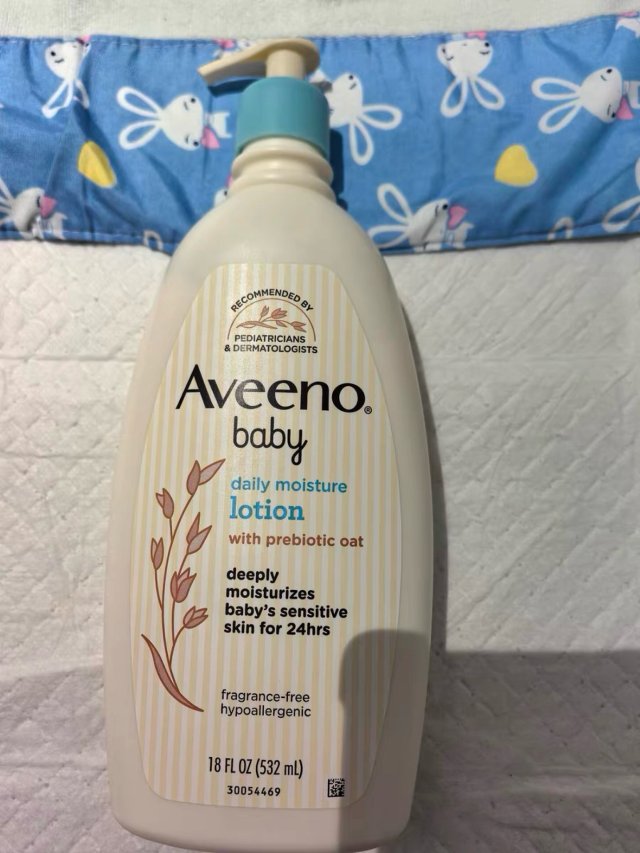 RECOMMENDED BY
PEDIATRICIANS
& DERMATOLOGISTS
Aveeno®
baby
daily moisture
lotion
with prebiotic oat
deeply
moisturizes
baby's sensitive
skin for 24hrs
fragrance-free
hypoallergenic
18 FL OZ (532 mL)
30054469